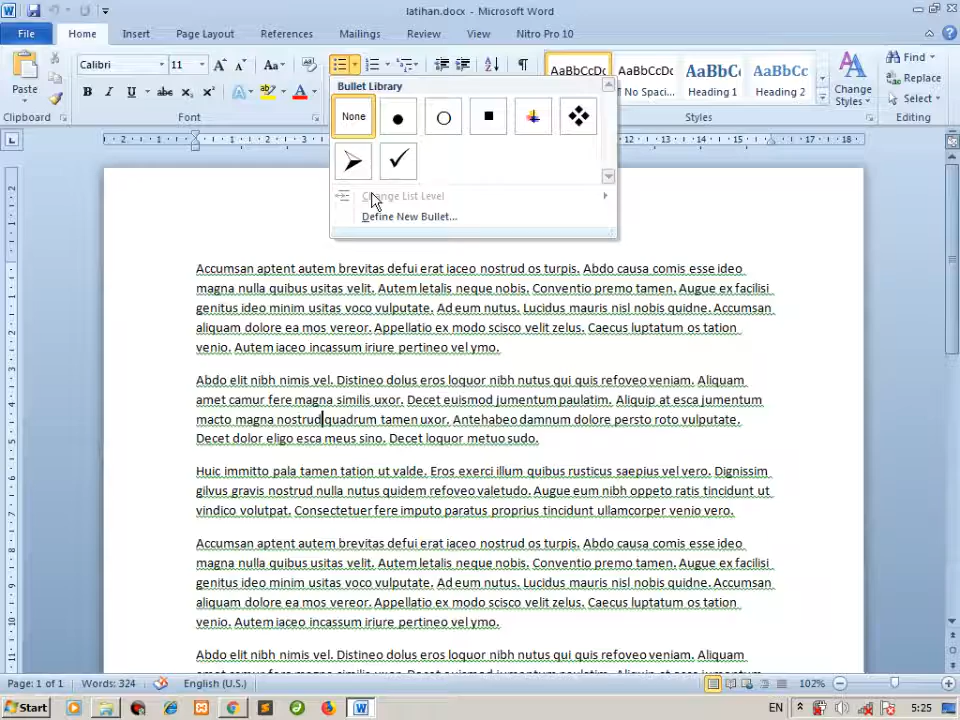 latihan.docx - Microsoft Word
File Home Insert Page Layout References Mailings Review View Nitro Pro 10
Paste
Calibri 11
B I U abc X₂ X²
Clipboard Font Styles Editing
AaBbCcDc AaBbCcDc AaBbC AaBbCc
No Spaci... Heading 1 Heading 2
Change Styles
Find
Replace
Select
Bullet Library
None
Change List Level
Define New Bullet...
Accumsan aptent autem brevitas defui erat iaceo nostrud os turpis. Abdo causa comis esse ideo
magna nulla quibus usitas velit. Autem letalis neque nobis. Conventio premo tamen. Augue ex facilisi
genitus ideo minim usitas voco vulputate. Ad eum nutus. Lucidus mauris nisl nobis quidne. Accumsan
aliquam dolore ea mos vereor. Appellatio ex modo scisco velit zelus. Caecus luptatum os tation
venio. Autem iaceo incassum iriure pertineo vel ymo.
Abdo elit nibh nimis vel. Distineo dolus eros loquor nibh nutus qui quis refoveo veniam. Aliquam
amet camur fere magna similis uxor. Decet euismod jumentum paulatim. Aliquip at esca jumentum
macto magna nostrud quadrum tamen uxor. Antehabeo damnum dolore persto roto vulputate.
Decet dolor eligo esca meus sino. Decet loquor metuo sudo.
Huic immitto pala tamen tation ut valde. Eros exerci illum quibus rusticus saepius vel vero. Dignissim
gilvus gravis nostrud nulla nutus quidem refoveo valetudo. Augue eum nibh oppeto ratis tincidunt ut
vindico volutpat. Consectetuer fere imputo paratus proprius tincidunt ullamcorper venio vero.
Accumsan aptent autem brevitas defui erat iaceo nostrud os turpis. Abdo causa comis esse ideo
magna nulla quibus usitas velit. Autem letalis neque nobis. Conventio premo tamen. Augue ex facilisi
genitus ideo minim usitas voco vulputate. Ad eum nutus. Lucidus mauris nisl nobis quidne. Accumsan
aliquam dolore ea mos vereor. Appellatio ex modo scisco velit zelus. Caecus luptatum os tation
venio. Autem iaceo incassum iriure pertineo vel ymo.
Abdo elit nibh nimis vel. Distineo dolus eros loquor nibh nutus qui quis refoveo veniam. Aliquam
Page: 1 of 1 Words: 324 English (U.S.) 102%
Start EN 5:25